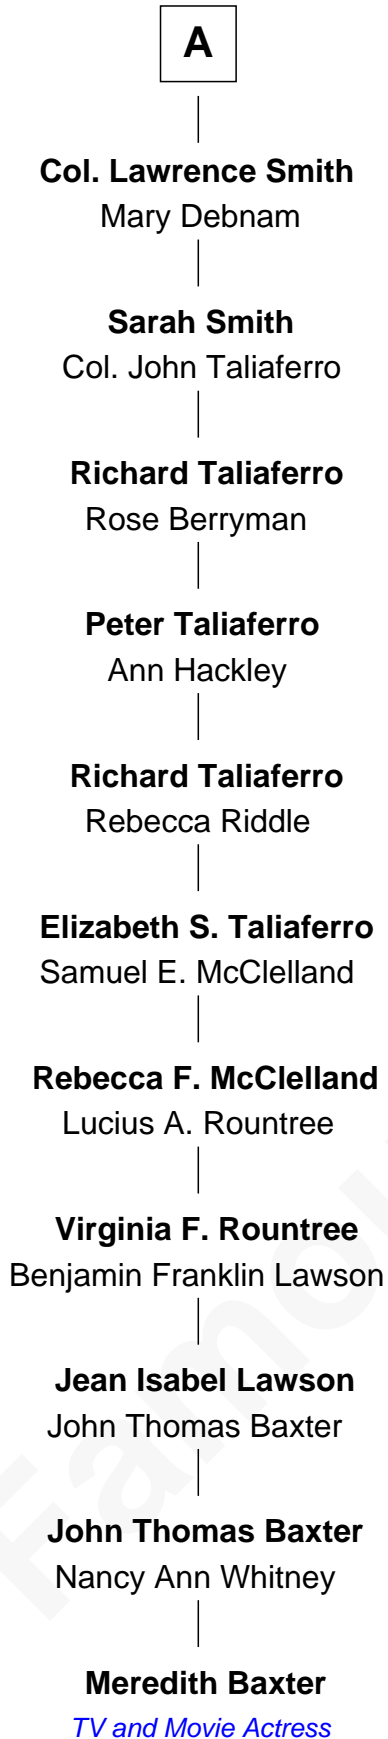 A
Col. Lawrence Smith
Mary Debnam
Sarah Smith
Col. John Taliaferro
Richard Taliaferro
Rose Berryman
Peter Taliaferro
Ann Hackley
Richard Taliaferro
Rebecca Riddle
Elizabeth S. Taliaferro
Samuel E. McClelland
Rebecca F. McClelland
Lucius A. Rountree
Virginia F. Rountree
Benjamin Franklin Lawson
Jean Isabel Lawson
John Thomas Baxter
John Thomas Baxter
Nancy Ann Whitney
Meredith Baxter
TV and Movie Actress